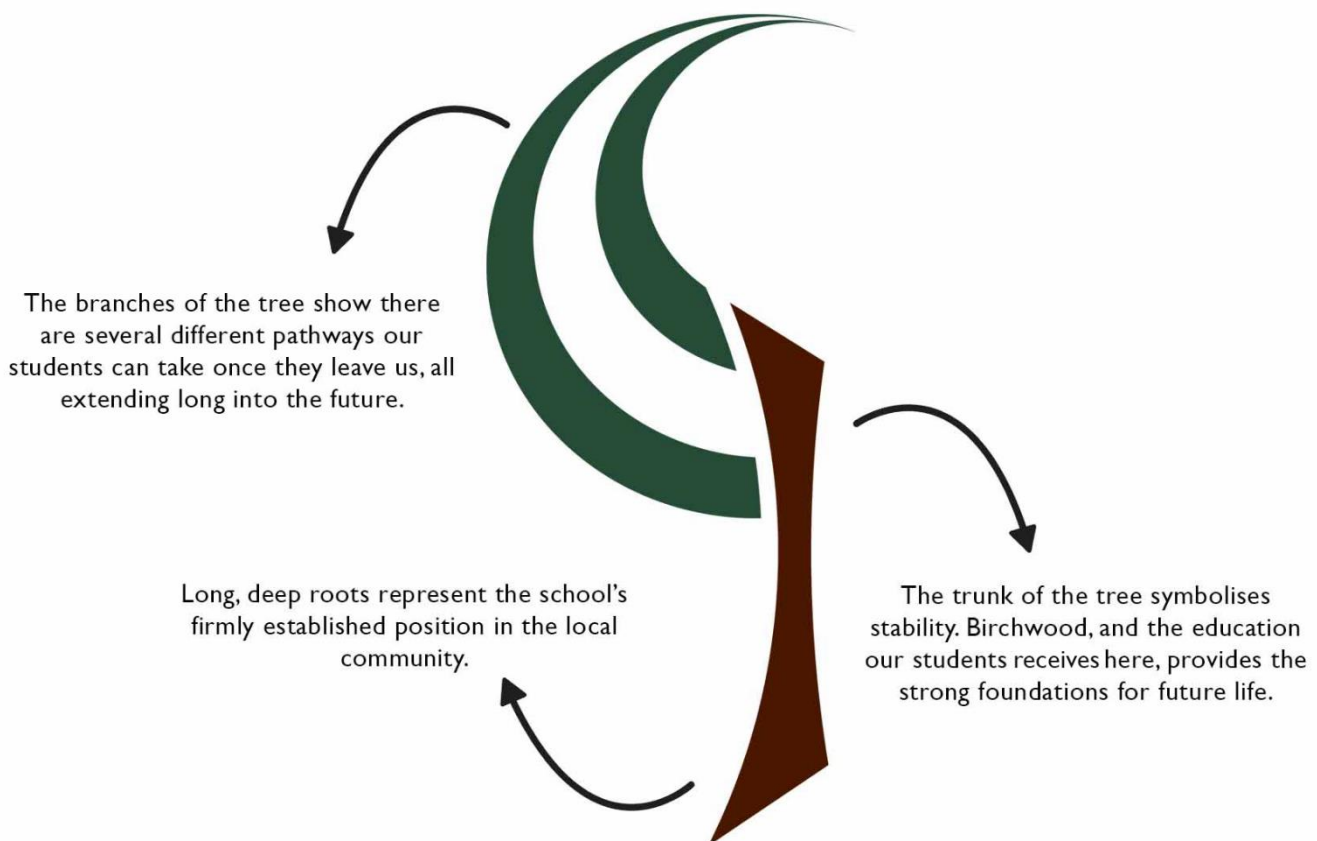 The branches of the tree show there
are several different pathways our
students can take once they leave us, all
extending long into the future.
Long, deep roots represent the school's
firmly established position in the local
community.
The trunk of the tree symbolises
stability. Birchwood, and the education
our students receives here, provides the
strong foundations for future life.